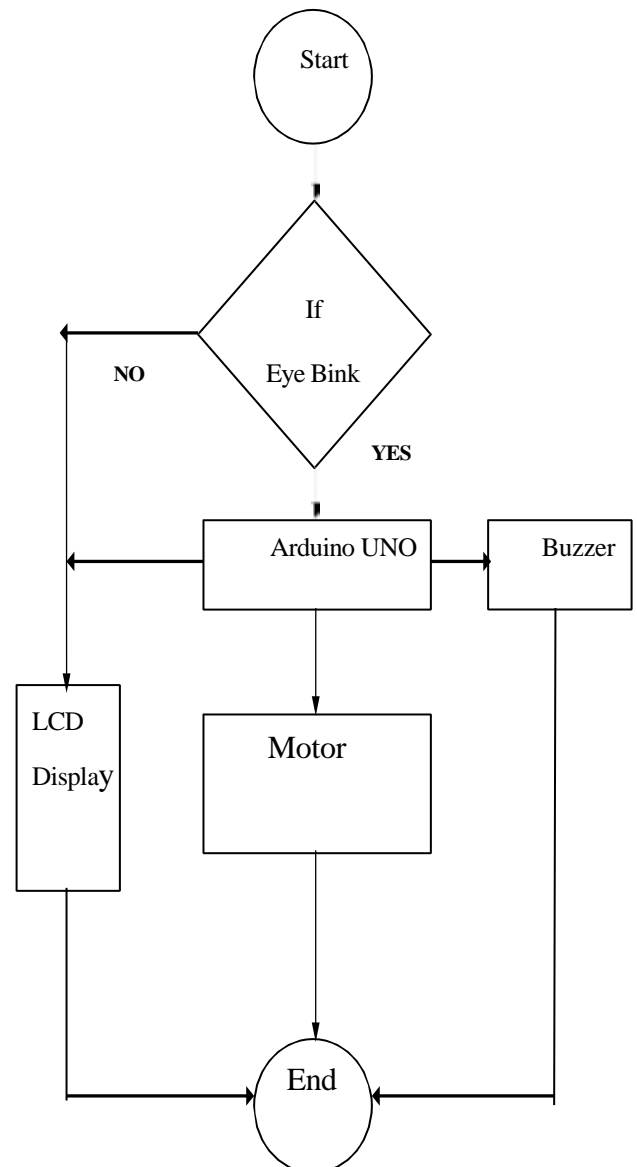 Start
If
Eye Bink
NO
YES
Arduino UNO
Buzzer
LCD
Display
Motor
End